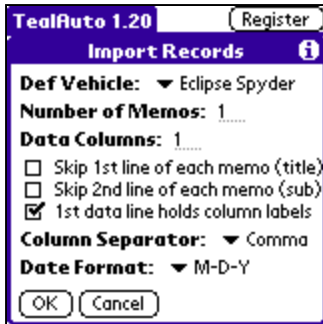 TealAuto 1.20 Register
Import Records i
Def Vehicle: Eclipse Spyder
Number of Memos: 1
Data Columns: 1
Skip 1st line of each memo (title)
Skip 2nd line of each memo (sub)
1st data line holds column labels
Column Separator: Comma
Date Format: M-D-Y
OK Cancel